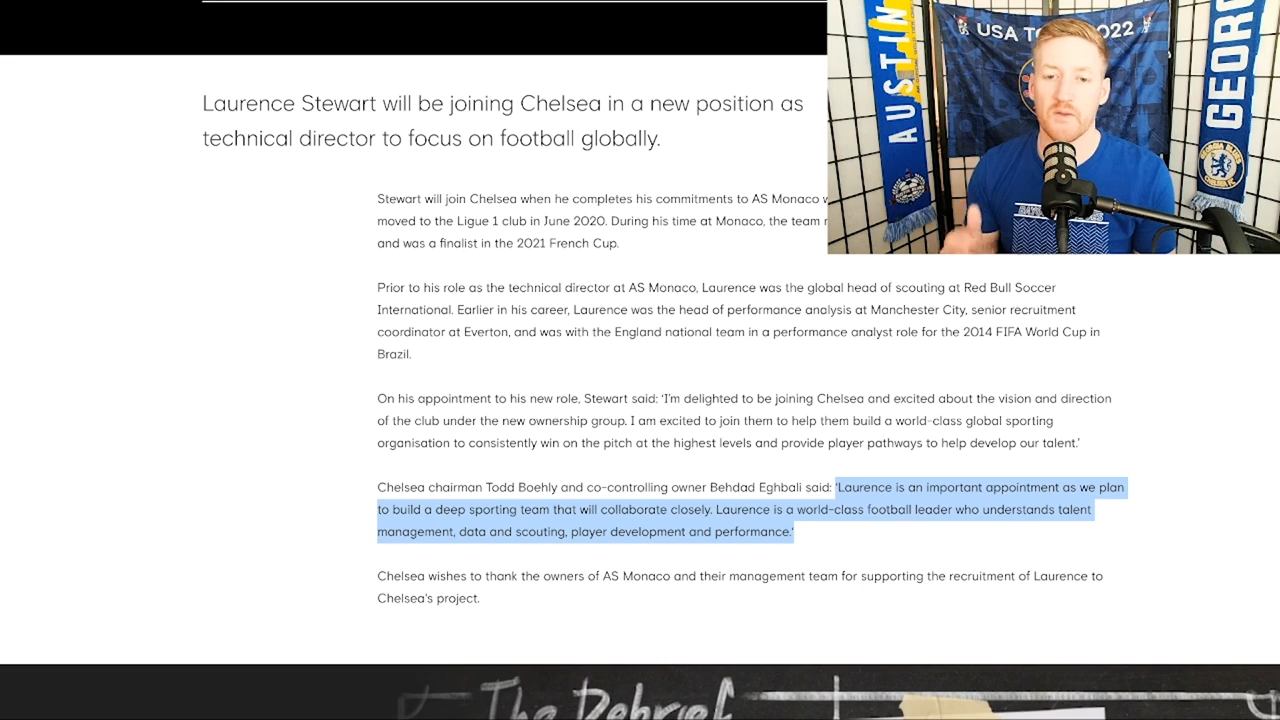 Laurence Stewart will be joining Chelsea in a new position as
technical director to focus on football globally.
Stewart will join Chelsea when he completes his commitments to AS Monaco
moved to the Ligue 1 club in June 2020. During his time at Monaco, the team
and was a finalist in the 2021 French Cup.
Prior to his role as the technical director at AS Monaco, Laurence was the global head of scouting at Red Bull Soccer
International. Earlier in his career, Laurence was the head of performance analysis at Manchester City, senior recruitment
coordinator at Everton, and was with the England national team in a performance analyst role for the 2014 FIFA World Cup in
Brazil.
On his appointment to his new role, Stewart said: ‘I’m delighted to be joining Chelsea and excited about the vision and direction
of the club under the new ownership group. I am excited to join them to help them build a world-class global sporting
organisation to consistently win on the pitch at the highest levels and provide player pathways to help develop our talent.’
Chelsea chairman Todd Boehly and co-controlling owner Behdad Eghbali said: ‘Laurence is an important appointment as we plan
to build a deep sporting team that will collaborate closely. Laurence is a world-class football leader who understands talent
management, data and scouting, player development and performance.’
Chelsea wishes to thank the owners of AS Monaco and their management team for supporting the recruitment of Laurence to
Chelsea’s project.
AUSTIN
USA
2022
GEORG
The Debrief